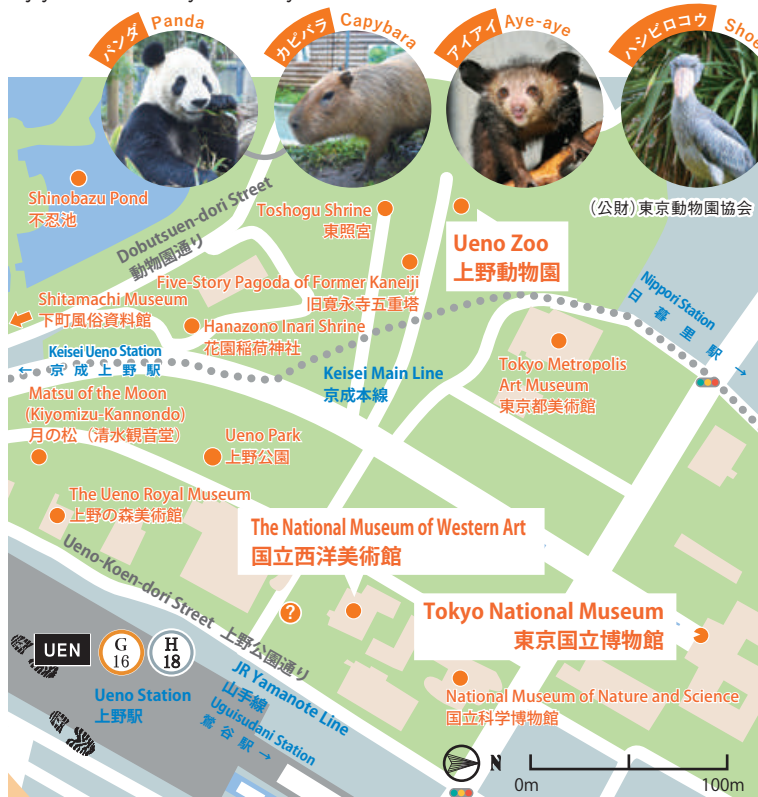 パンダ Panda
カピバラ Capybara
アイアイ Aye-aye
ハシビロコウ Shoe
(公財)東京動物園協会
Shinobazu Pond
不忍池
Dobutsuen-dori Street
動物園通り
Toshogu Shrine
東照宮
Ueno Zoo
上野動物園
Five-Story Pagoda of Former Kaneiji
旧寛永寺五重塔
Nippori Station
日暮里駅 →
Shitamachi Museum
下町風俗資料館
Hanazono Inari Shrine
花園稲荷神社
Keisei Ueno Station
← 京成上野駅
Keisei Main Line
京成本線
Tokyo Metropolis
Art Museum
東京都美術館
Matsu of the Moon
(Kiyomizu-Kannondo)
月の松(清水観音堂)
Ueno Park
上野公園
The Ueno Royal Museum
上野の森美術館
The National Museum of Western Art
国立西洋美術館
Ueno-Koen-dori Street 上野公園通り
?
Tokyo National Museum
東京国立博物館
UEN
G
16
H
18
Ueno Station
上野駅
JR Yamanote Line
山手線
Uguisudani Station
菅谷駅 →
National Museum of Nature and Science
国立科学博物館
N
0m
100m